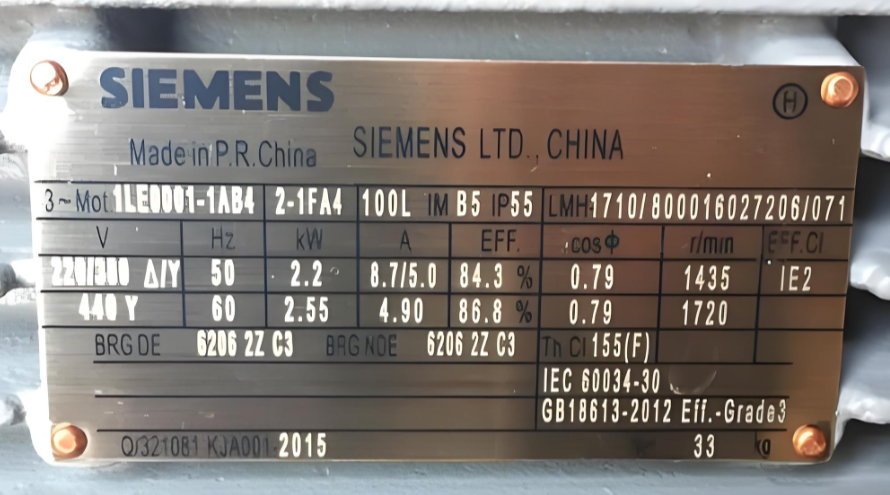 SIEMENS H
Made in P.R.China SIEMENS LTD., CHINA
3~Mot. 1LE0001-1AB4 2-1FA4 100L IM B5 IP55 LMH-1710/800016027206/071
V Hz kW A EFF. cosΦ r/min EFF.Cl
220/380 Δ/Y 50 2.2 8.7/5.0 84.3 % 0.79 1435 IE2
440 Y 60 2.55 4.90 86.8 % 0.79 1720
BRG DE 6206 2Z C3 BRG NDE 6206 2Z C3 Th Cl 155(F)
IEC 60034-30
GB18613-2012 Eff.-Grade3
Q/321081 KJA001-2015 33 kg